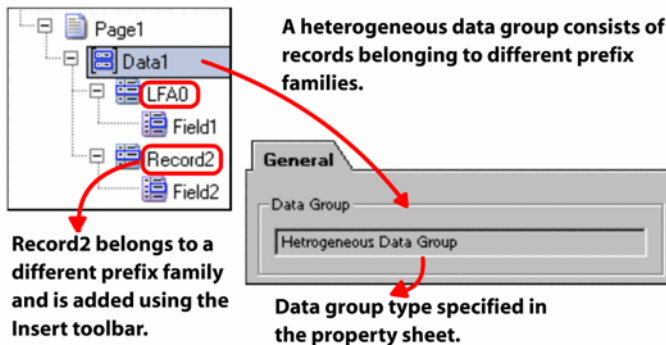 Page1
Data1
LFA0
Field1
Record2
Field2
A heterogeneous data group consists of
records belonging to different prefix
families.
General
Data Group
Hetrogeneous Data Group
Record2 belongs to a
different prefix family
and is added using the
Insert toolbar.
Data group type specified in
the property sheet.